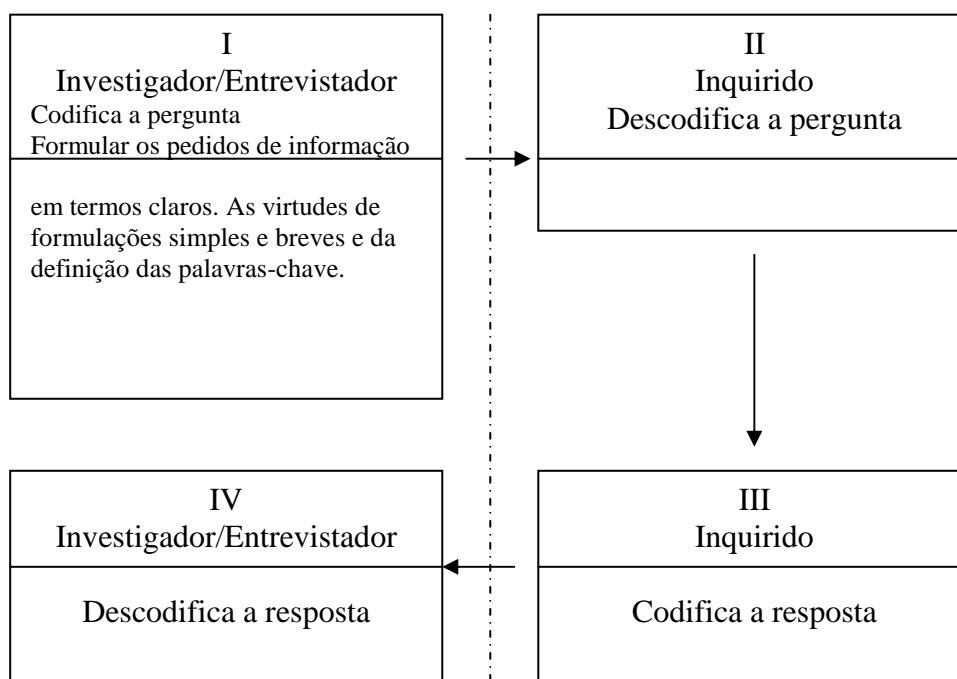 I
Investigador/Entrevistador
Codifica a pergunta
Formular os pedidos de informação
em termos claros. As virtudes de
formulações simples e breves e da
definição das palavras-chave.
II
Inquirido
Descodifica a pergunta
III
Inquirido
Codifica a resposta
IV
Investigador/Entrevistador
Descodifica a resposta